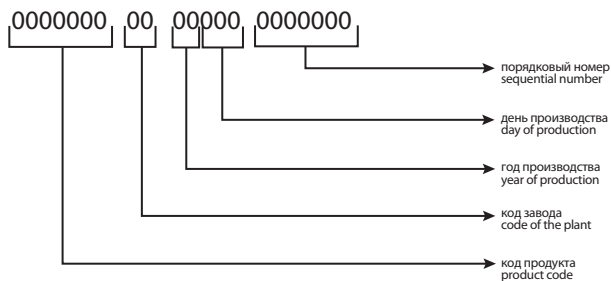 0000000 00 00000 0000000
порядковый номер
sequential number
день производства
day of production
год производства
year of production
код завода
code of the plant
код продукта
product code